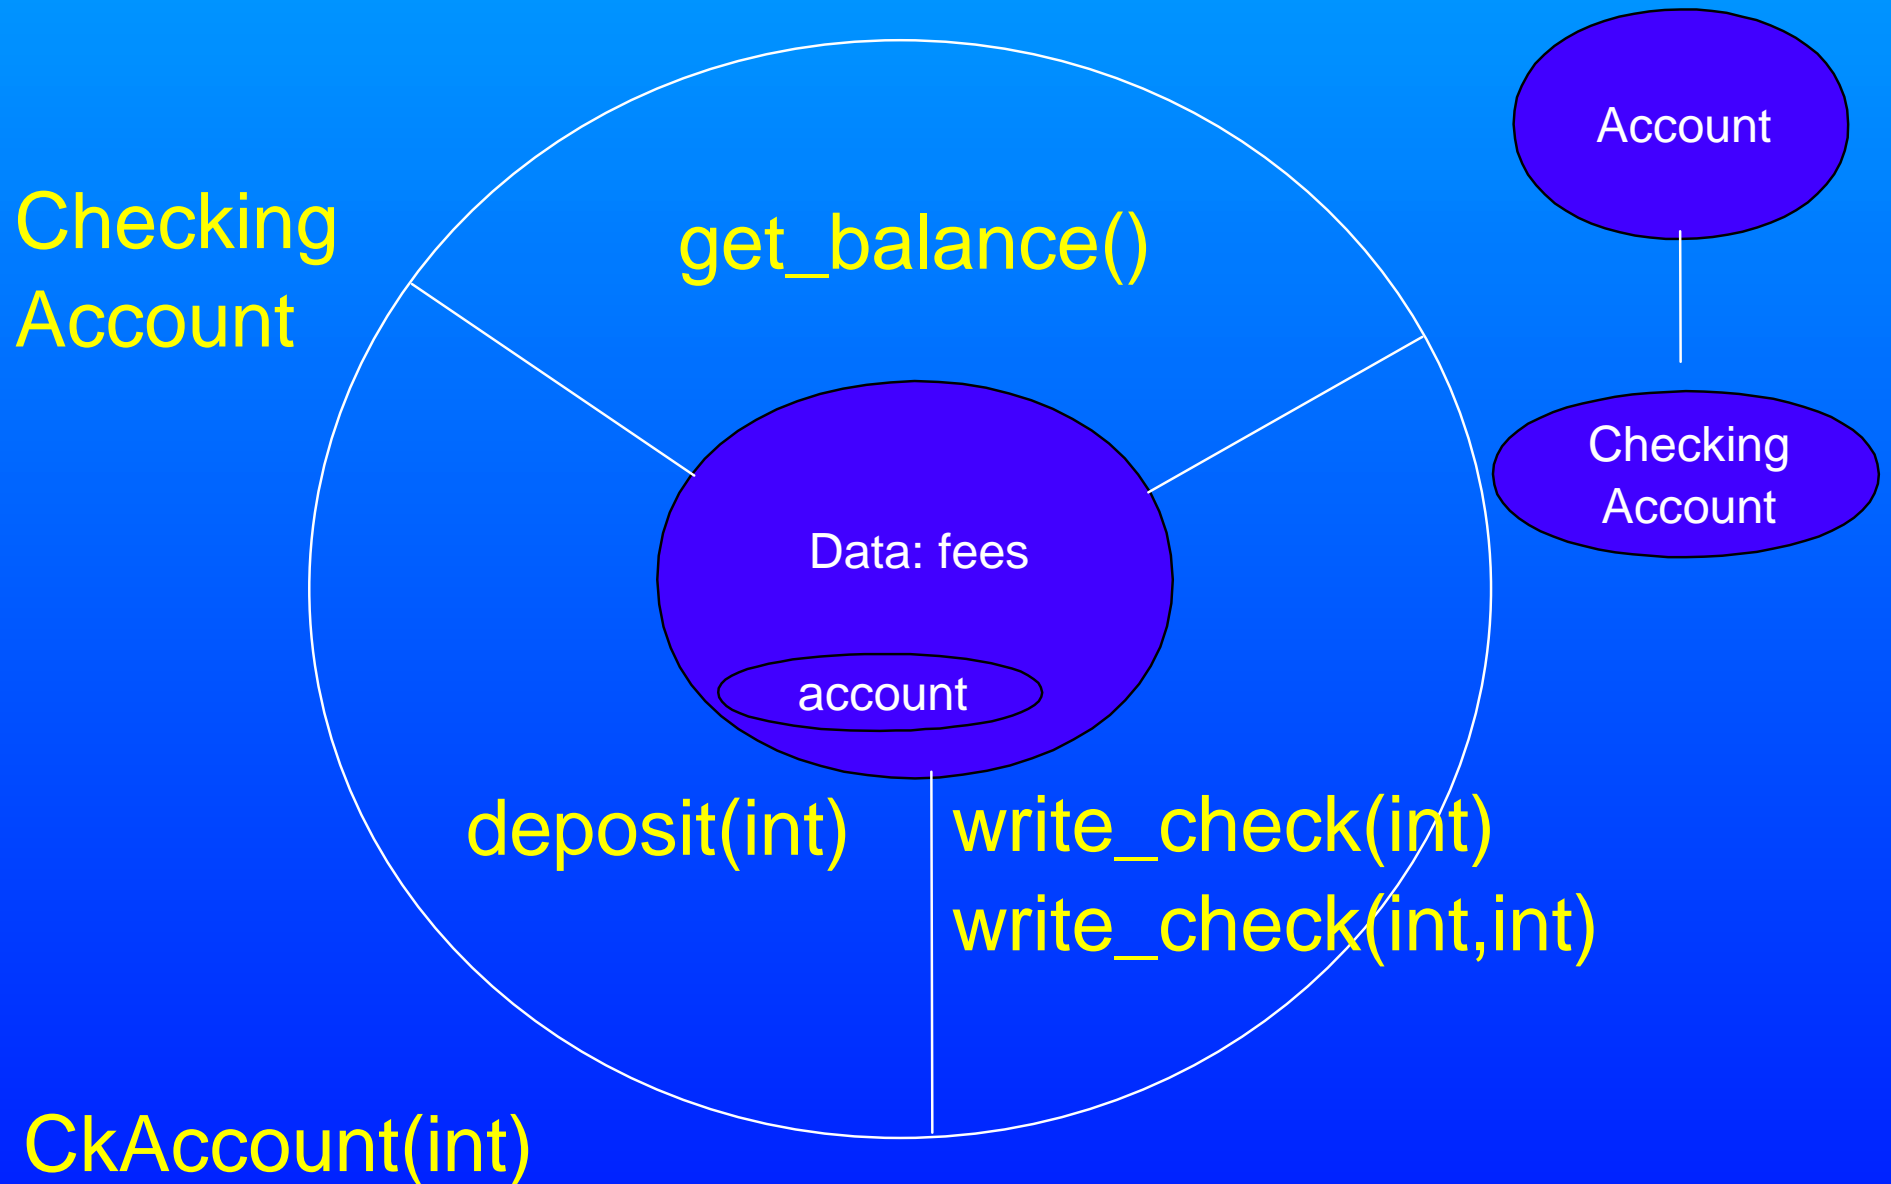 Account
Checking
Account
get_balance()
Checking
Account
Data: fees
account
deposit(int)
write_check(int)
write_check(int,int)
CkAccount(int)